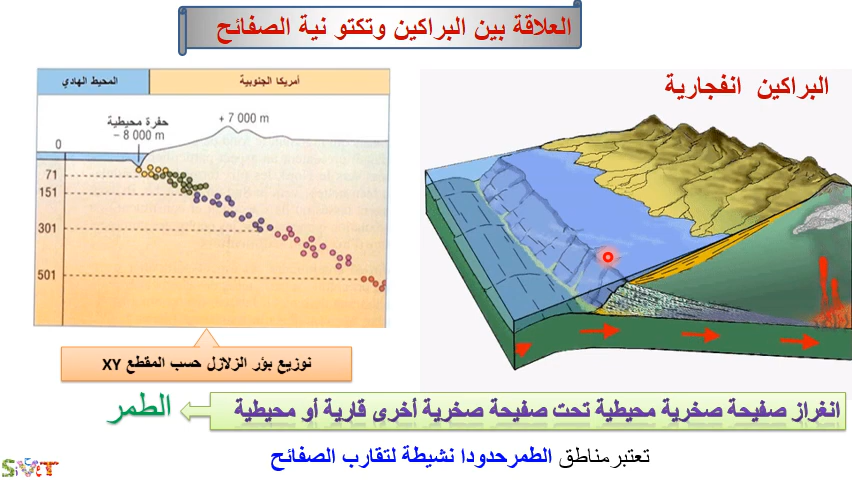 العلاقة بين البراكين وتكتو نية الصفائح
المحيط الهادي
أمريكا الجنوبية
حفرة محيطية
– 8 000 m
+ 7 000 m
0
71
151
301
501
توزيع بؤر الزلازل حسب المقطع XY
البراكين انفجارية
انغراز صفيحة صخرية محيطية تحت صفيحة صخرية أخرى قارية أو محيطية
الطمر
تعتبرمناطق الطمرحدودا نشيطة لتقارب الصفائح